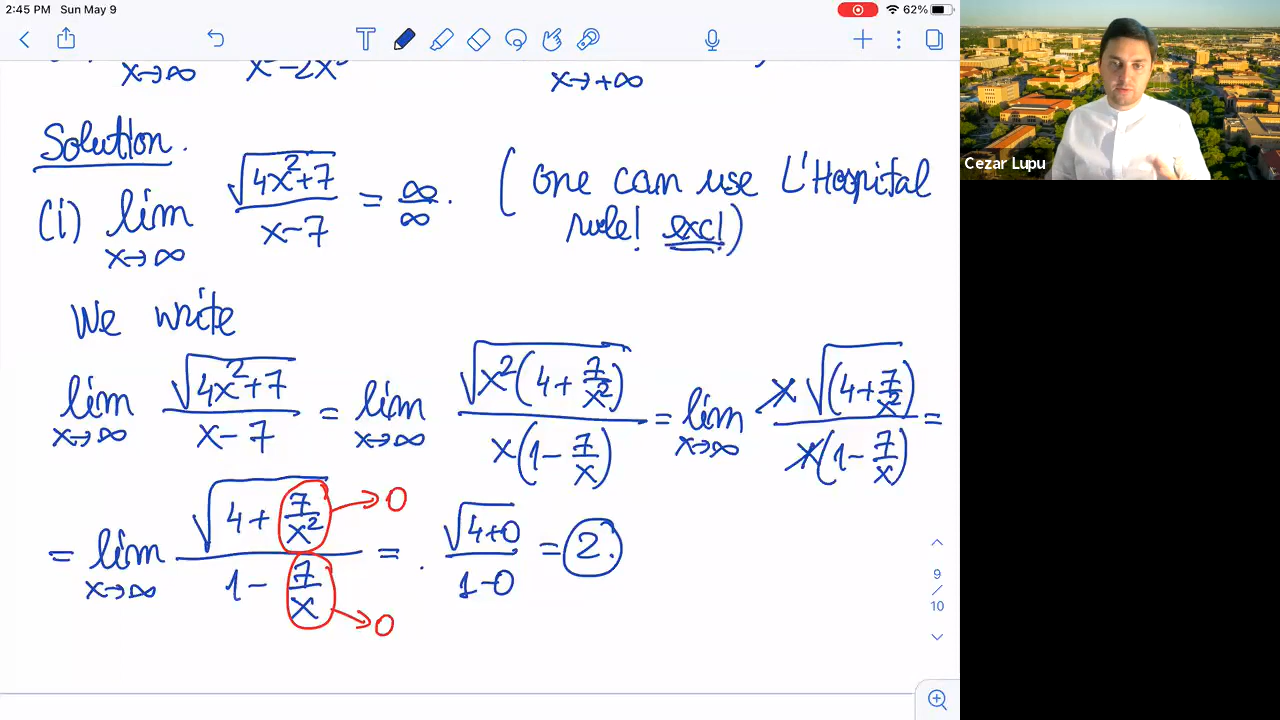 2:45 PM Sun May 9
62%
x→∞ x→+∞
Cezar Lupu
Solution.
(i) lim x→∞ √(4x²+7) / (x-7) = ∞/∞. (one can use L'Hospital
rule! exc!)
We write
lim x→∞ √(4x²+7) / (x-7) = lim x→∞ √(x²(4+7/x²)) / (x(1-7/x)) = lim x→∞ x√((4+7/x²)) / (x(1-7/x)) =
= lim x→∞ √(4+7/x²) / (1-7/x) = √(4+0) / (1-0) = 2.
→0
→0
9
/
10